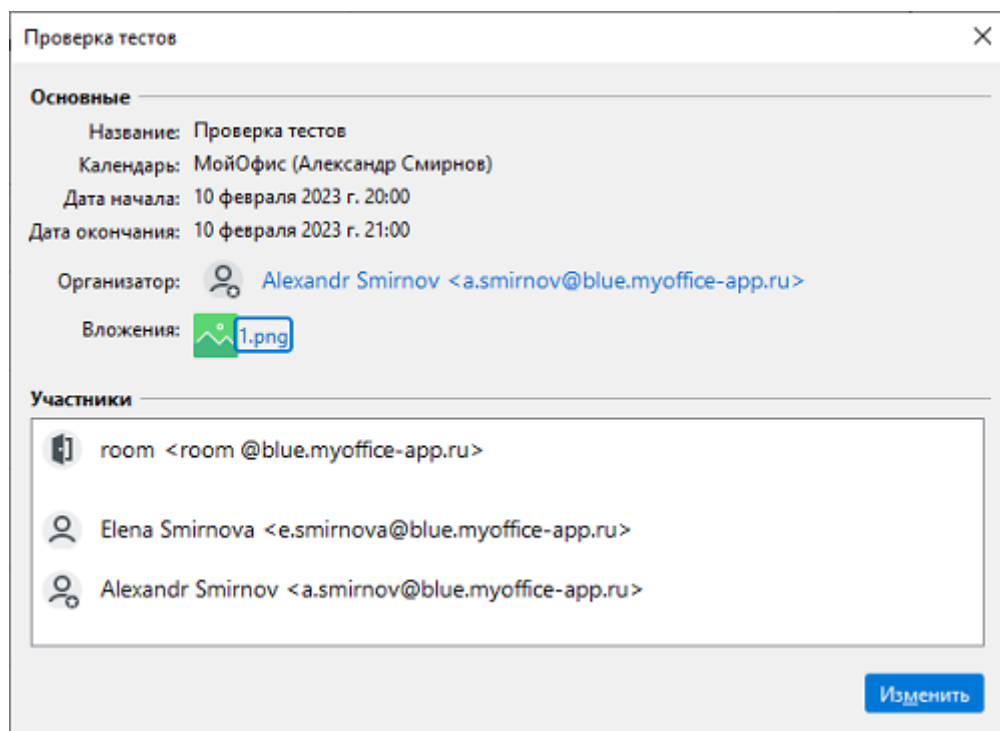 Проверка тестов
Основные
Название: Проверка тестов
Календарь: МойОфис (Александр Смирнов)
Дата начала: 10 февраля 2023 г. 20:00
Дата окончания: 10 февраля 2023 г. 21:00
Организатор: Alexandr Smirnov <a.smirnov@blue.myoffice-app.ru>
Вложения: 1.png
Участники
room <room @blue.myoffice-app.ru>
Elena Smirnova <e.smirnova@blue.myoffice-app.ru>
Alexandr Smirnov <a.smirnov@blue.myoffice-app.ru>
Изменить